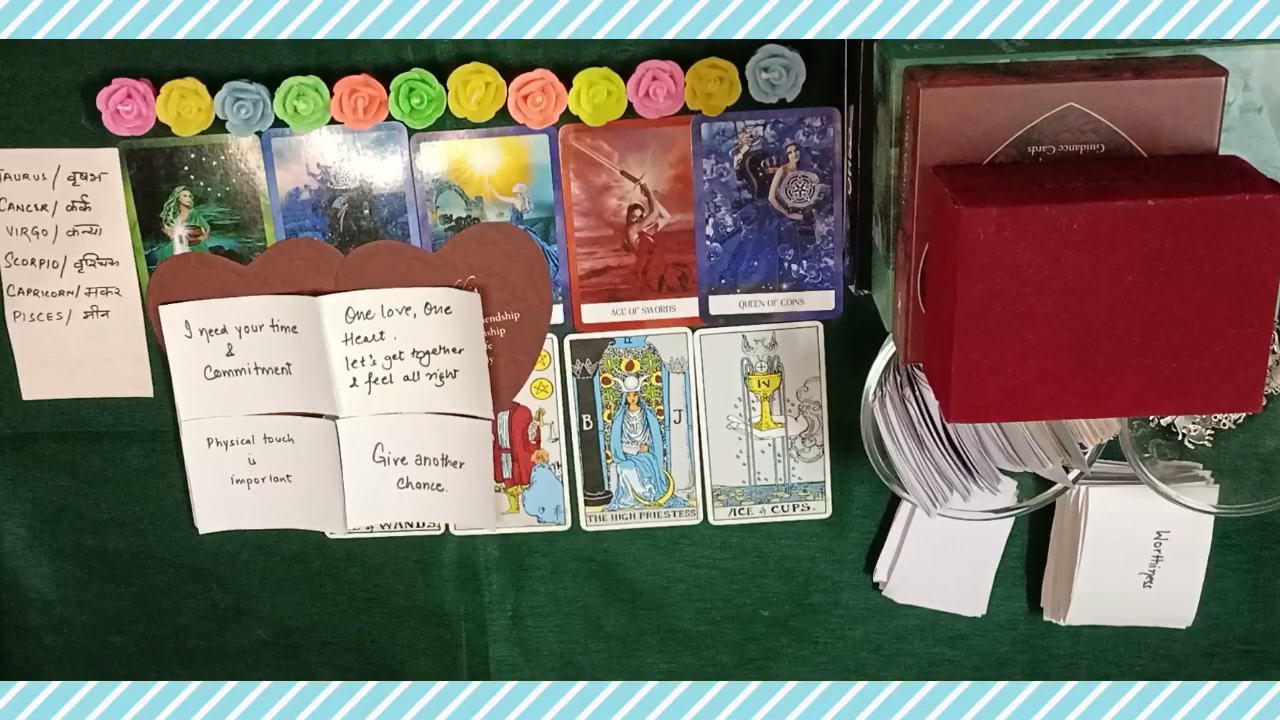 TAURUS / वृषभ
CANCER / कर्क
VIRGO / कन्या
SCORPIO / वृश्चिक
CAPRICORN / मकर
PISCES / मीन
I need your time
&
Commitment
One love, One
Heart.
let's get together
& feel all right
Physical touch
is
important
Give another
Chance.
ACE OF SWORDS
QUEEN OF COINS
WANDS
II
B J
THE HIGH PRIESTESS
ACE of CUPS.
Guidance Cards
Worthiness